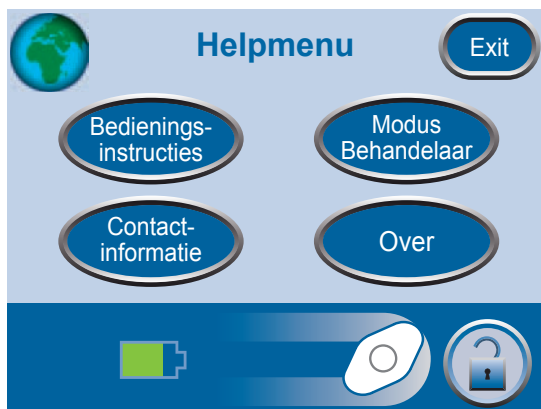 Helpmenu
Exit
Bedienings-
instructies
Modus
Behandelaar
Contact-
informatie
Over